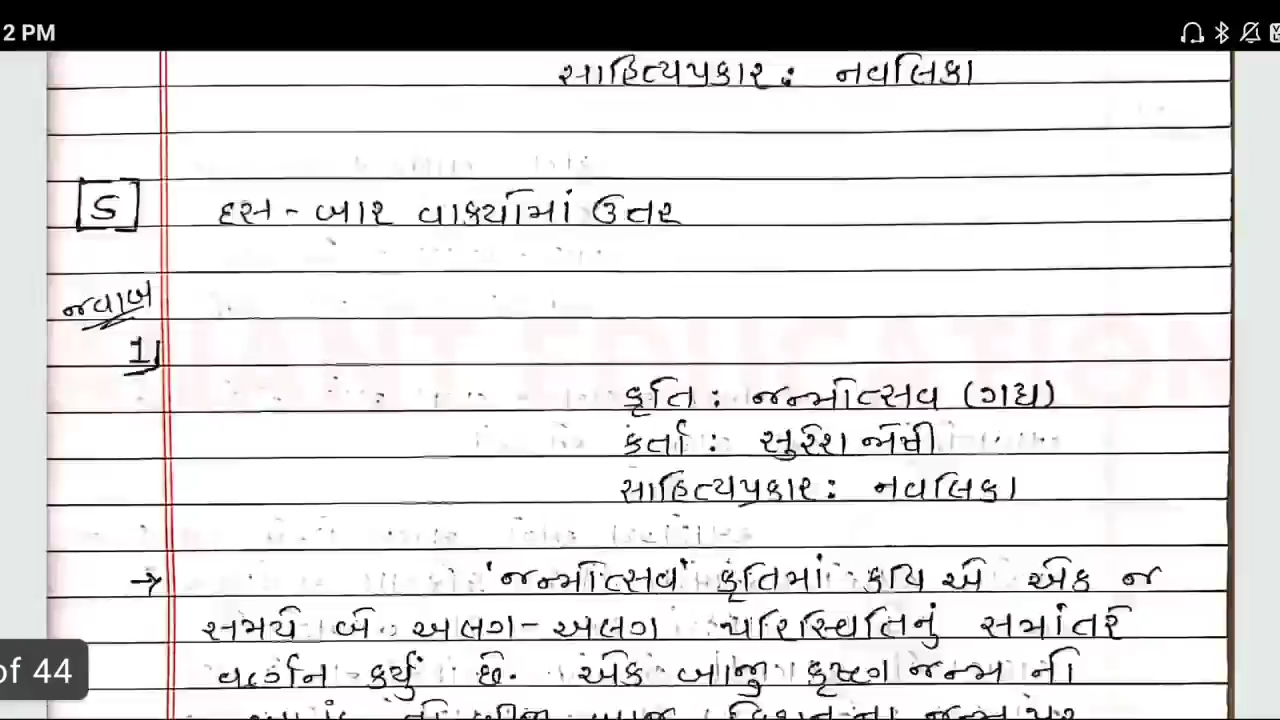 2 PM
સાહિત્યપ્રકાર : નવલિકા
5 દસ - બાર વાક્યોમાં ઉત્તર
જવાબ
1)
કૃતિ : જન્મોત્સવ (ગદ્ય)
કર્તા : સુરેશ જોષી
સાહિત્યપ્રકાર : નવલિકા
→ 'જન્મોત્સવ' કૃતિમાં કવિ એ એક જ
સમયે બે અલગ-અલગ પરિસ્થિતિનું સમાંતરે
વર્ણન કર્યું છે. એક બાજુ કૃષ્ણ જન્મ ની
of 44